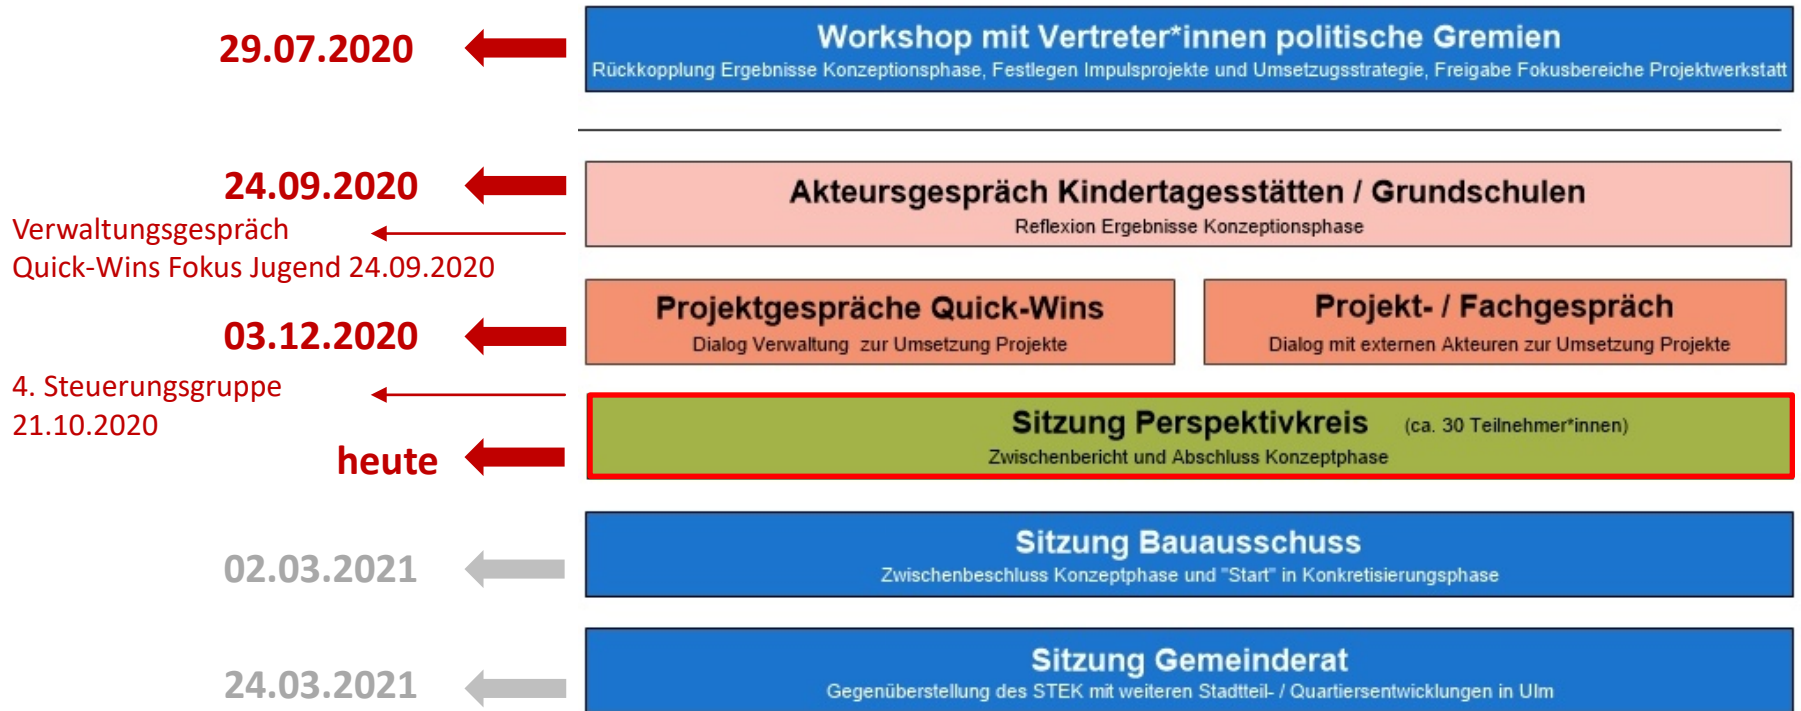 29.07.2020
Workshop mit Vertreter*innen politische Gremien
Rückkopplung Ergebnisse Konzeptionsphase, Festlegen Impulsprojekte und Umsetzugsstrategie, Freigabe Fokusbereiche Projektwerkstatt
24.09.2020
Akteursgespräch Kindertagesstätten / Grundschulen
Reflexion Ergebnisse Konzeptionsphase
Verwaltungsgespräch
Quick-Wins Fokus Jugend 24.09.2020
03.12.2020
Projektgespräche Quick-Wins
Dialog Verwaltung zur Umsetzung Projekte
Projekt- / Fachgespräch
Dialog mit externen Akteuren zur Umsetzung Projekte
4. Steuerungsgruppe
21.10.2020
heute
Sitzung Perspektivkreis (ca. 30 Teilnehmer*innen)
Zwischenbericht und Abschluss Konzeptphase
02.03.2021
Sitzung Bauausschuss
Zwischenbeschluss Konzeptphase und "Start" in Konkretisierungsphase
24.03.2021
Sitzung Gemeinderat
Gegenüberstellung des STEK mit weiteren Stadtteil- / Quartiersentwicklungen in Ulm